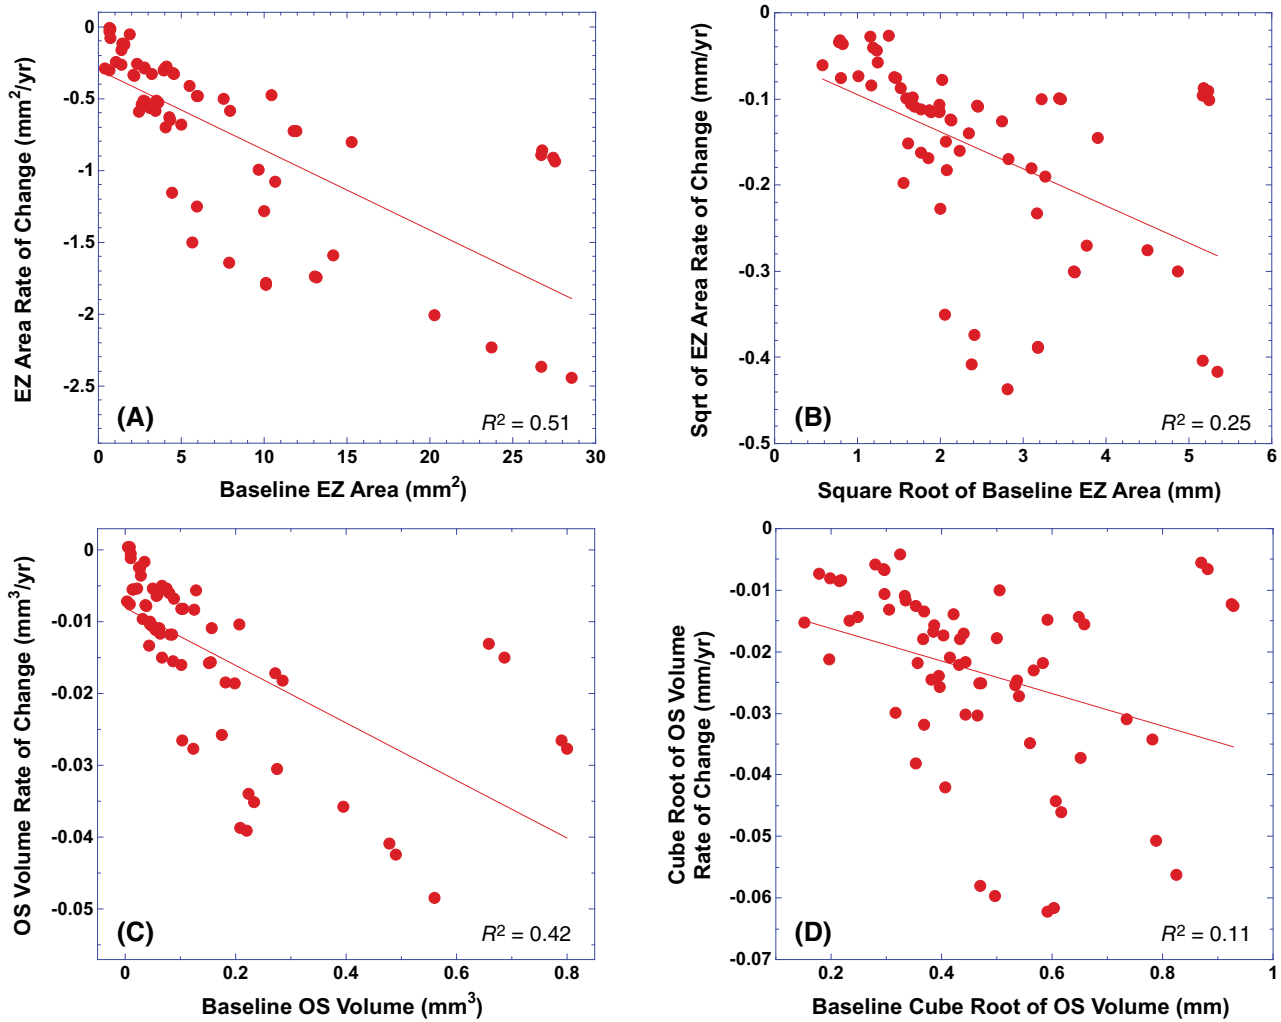 EZ Area Rate of Change (mm²/yr)
0
-0.5
-1
-1.5
-2
-2.5
(A)
R² = 0.51
0 5 10 15 20 25 30
Baseline EZ Area (mm²)
Sqrt of EZ Area Rate of Change (mm/yr)
0
-0.1
-0.2
-0.3
-0.4
-0.5
(B)
R² = 0.25
0 1 2 3 4 5 6
Square Root of Baseline EZ Area (mm)
OS Volume Rate of Change (mm³/yr)
0
-0.01
-0.02
-0.03
-0.04
-0.05
(C)
R² = 0.42
0 0.2 0.4 0.6 0.8
Baseline OS Volume (mm³)
Cube Root of OS Volume
Rate of Change (mm/yr)
0
-0.01
-0.02
-0.03
-0.04
-0.05
-0.06
-0.07
(D)
R² = 0.11
0.2 0.4 0.6 0.8 1
Baseline Cube Root of OS Volume (mm)